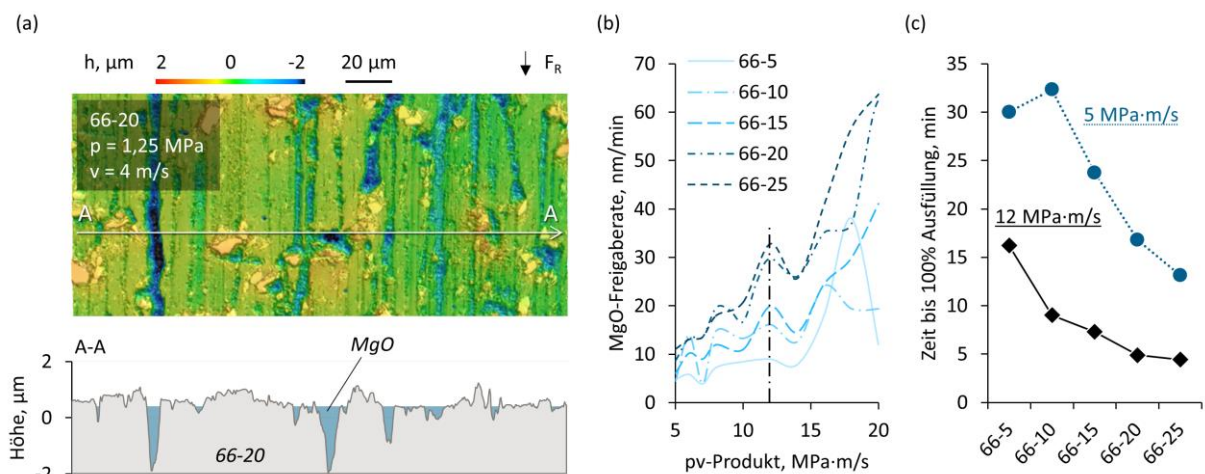 (a)
h, µm 2 0 -2 20 µm F_R
66-20
p = 1,25 MPa
v = 4 m/s
A A
A-A
MgO
Höhe, µm
2
0
-2
66-20
(b)
MgO-Freigaberate, nm/min
70
60
50
40
30
20
10
0
66-5
66-10
66-15
66-20
66-25
5 10 15 20
pv-Produkt, MPa·m/s
(c)
Zeit bis 100% Ausfüllung, min
35
30
25
20
15
10
5
0
5 MPa·m/s
12 MPa·m/s
66-5 66-10 66-15 66-20 66-25